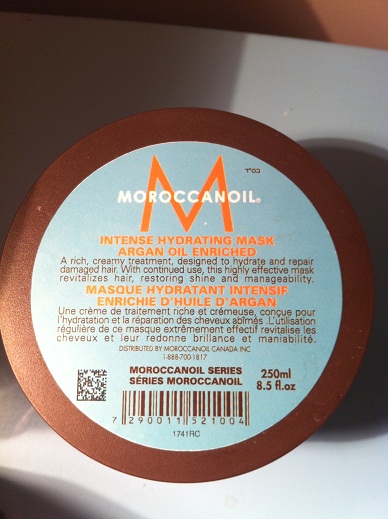 בס"ד
M
MOROCCANOIL®
INTENSE HYDRATING MASK
ARGAN OIL ENRICHED
A rich, creamy treatment, designed to hydrate and repair
damaged hair. With continued use, this highly effective mask
revitalizes hair, restoring shine and manageability.
MASQUE HYDRATANT INTENSIF
ENRICHIE D'HUILE D'ARGAN
Une crème de traitement riche et crémeuse, conçue pour
l'hydratation et la réparation des cheveux abîmés. L'utilisation
régulière de ce masque extrêmement effectif revitalise les
cheveux et leur redonne brillance et maniabilité.
DISTRIBUTED BY MOROCCANOIL CANADA INC
1-888-700-1817
MOROCCANOIL SERIES
SÉRIES MOROCCANOIL
250ml
8.5 fl.oz
7 290011 521004
1741RC